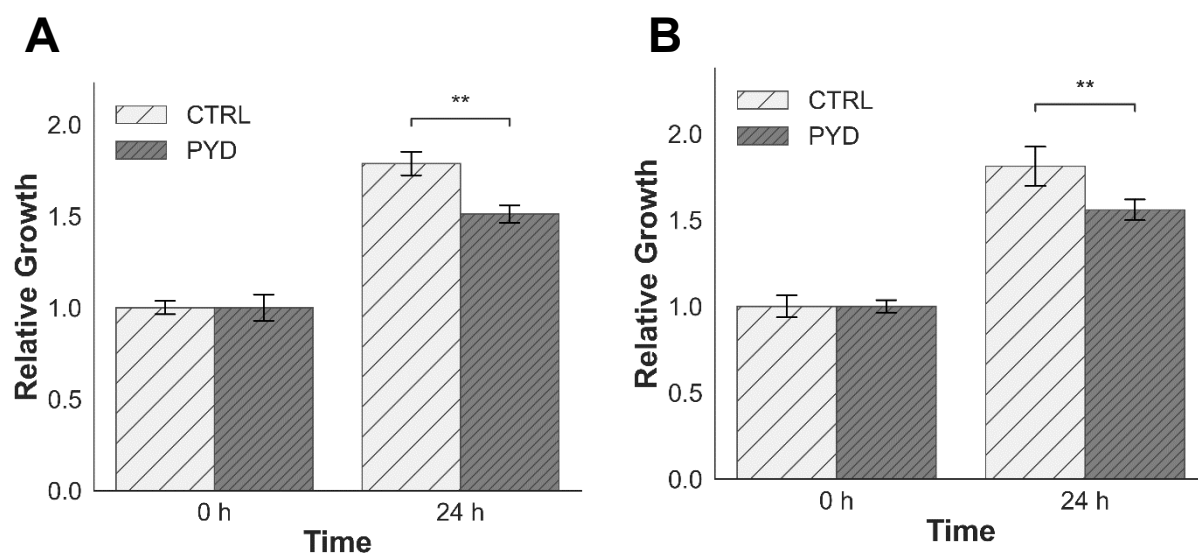 A
CTRL
PYD
**
2.0
1.5
1.0
0.5
0.0
Relative Growth
0 h
24 h
Time
B
CTRL
PYD
**
2.0
1.5
1.0
0.5
0.0
Relative Growth
0 h
24 h
Time